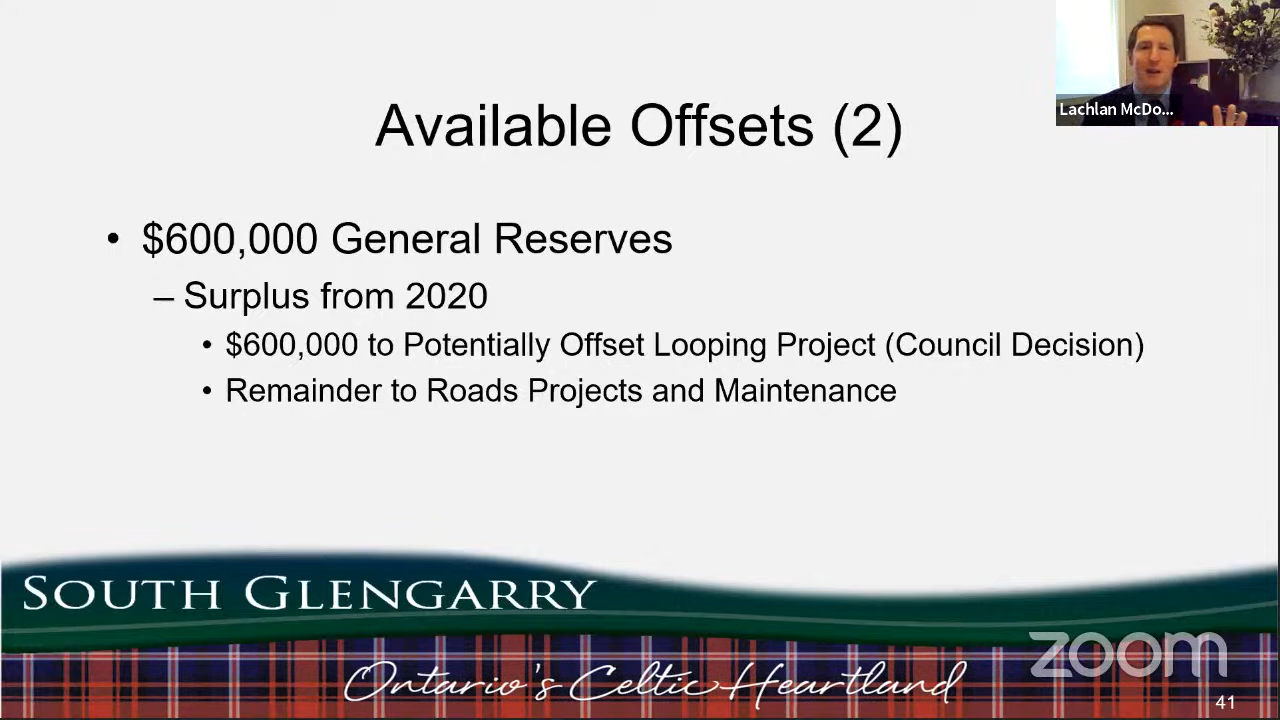 Lachlan McDo...
Available Offsets (2)
• $600,000 General Reserves
– Surplus from 2020
• $600,000 to Potentially Offset Looping Project (Council Decision)
• Remainder to Roads Projects and Maintenance
SOUTH GLENGARRY
zoom
Ontario's Celtic Heartland
41